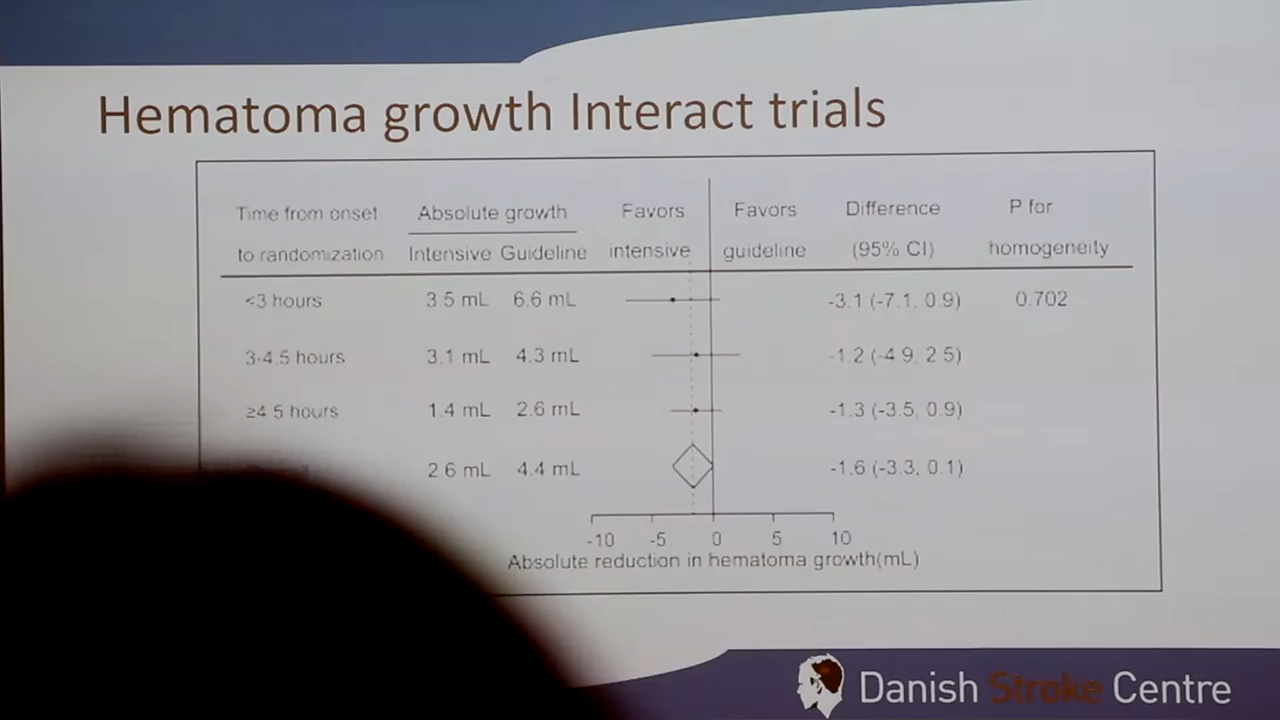 Hematoma growth Interact trials
Time from onset Absolute growth Favors Favors Difference P for
to randomization Intensive Guideline intensive guideline (95% CI) homogeneity
<3 hours 3.5 mL 6.6 mL -3.1 (-7.1, 0.9) 0.702
3-4.5 hours 3.1 mL 4.3 mL -1.2 (-4.9, 2.5)
≥4.5 hours 1.4 mL 2.6 mL -1.3 (-3.5, 0.9)
2.6 mL 4.4 mL -1.6 (-3.3, 0.1)
-10 -5 0 5 10
Absolute reduction in hematoma growth(mL)
Danish Stroke Centre